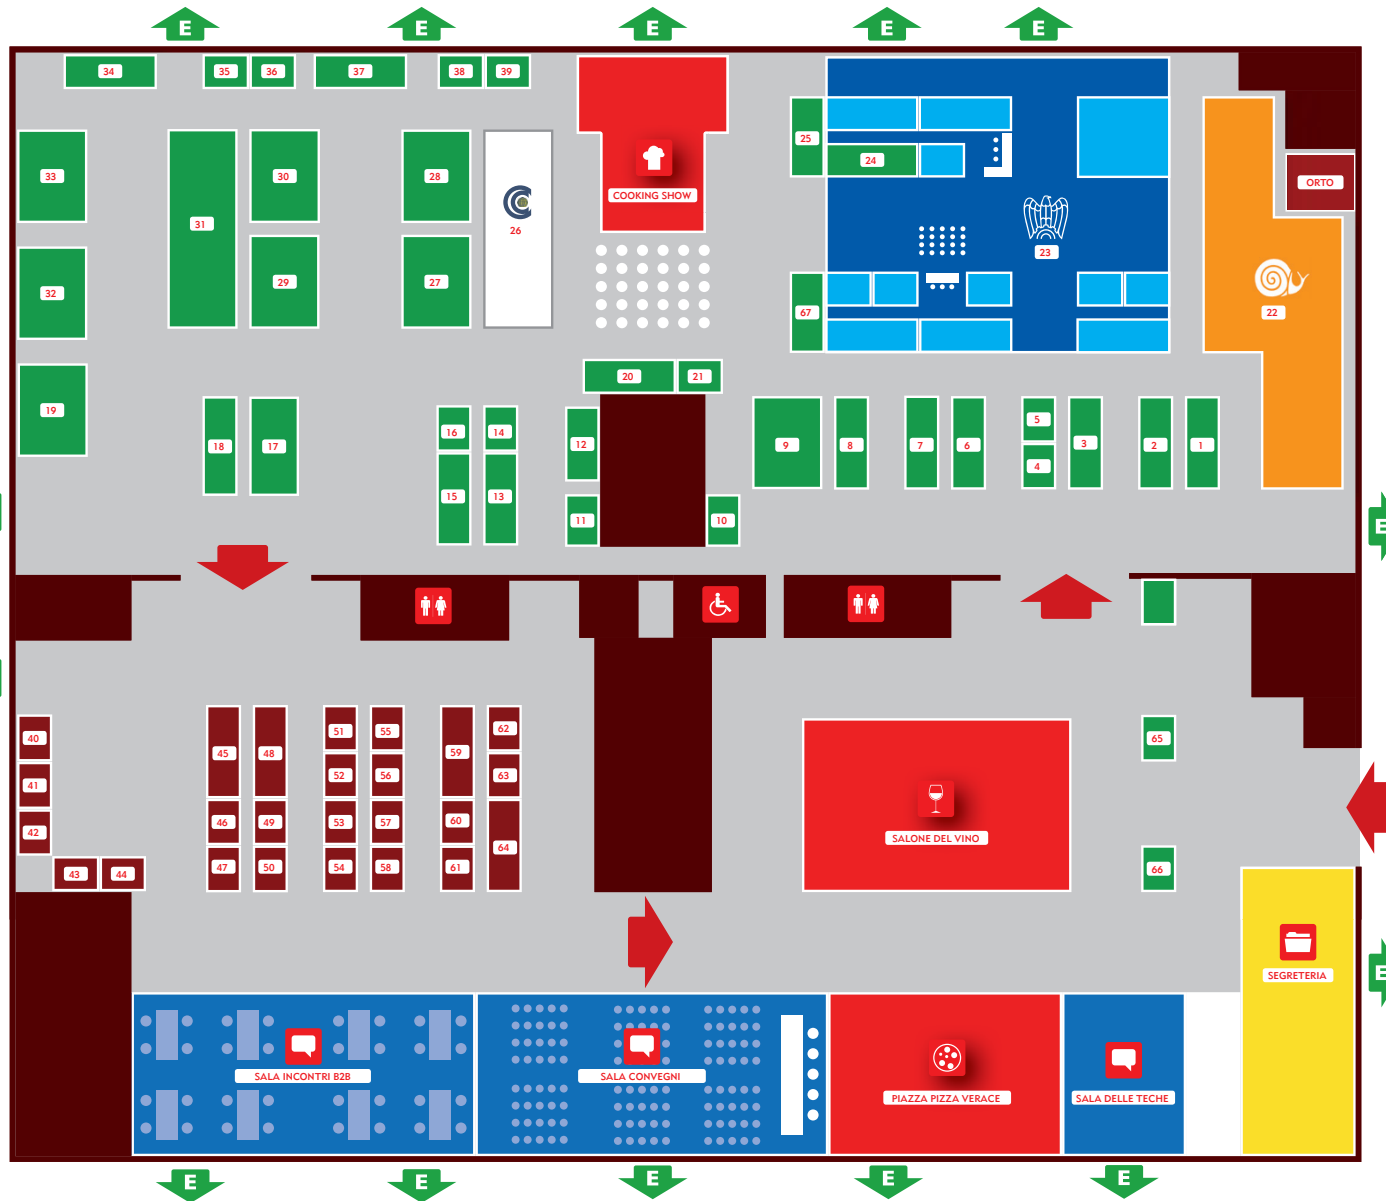 E E E E E
34 35 36 37 38 39
25
24
33 30 28
COOKING SHOW
ORTO
31
26
23
32 29 27
67
22
20 21
19
18 17
16 14
12
9 8 7 6
5
3 2 1
4
15 13
11 10
E
40
41
42
43 44
45 48
46 49
47 50
51 55
52 56
53 57
54 58
59
60
61
62
63
64
65
66
SALONE DEL VINO
SEGRETERIA
E
SALA INCONTRI B2B
SALA CONVEGNI
PIAZZA PIZZA VERACE
SALA DELLE TECHE
E E E E E